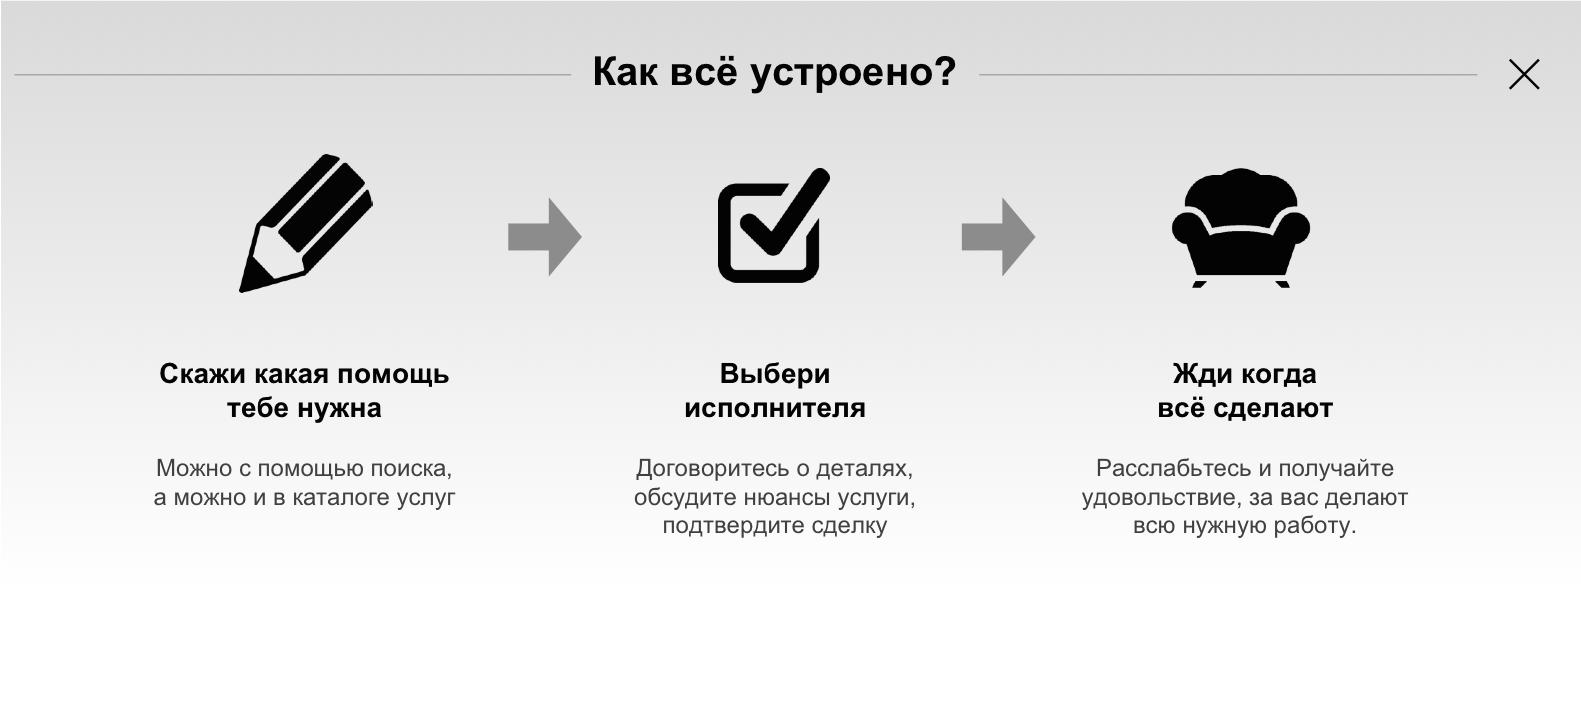 Как всё устроено?
Скажи какая помощь
тебе нужна
Можно с помощью поиска,
а можно и в каталоге услуг
Выбери
исполнителя
Договоритесь о деталях,
обсудите нюансы услуги,
подтвердите сделку
Жди когда
всё сделают
Расслабьтесь и получайте
удовольствие, за вас делают
всю нужную работу.